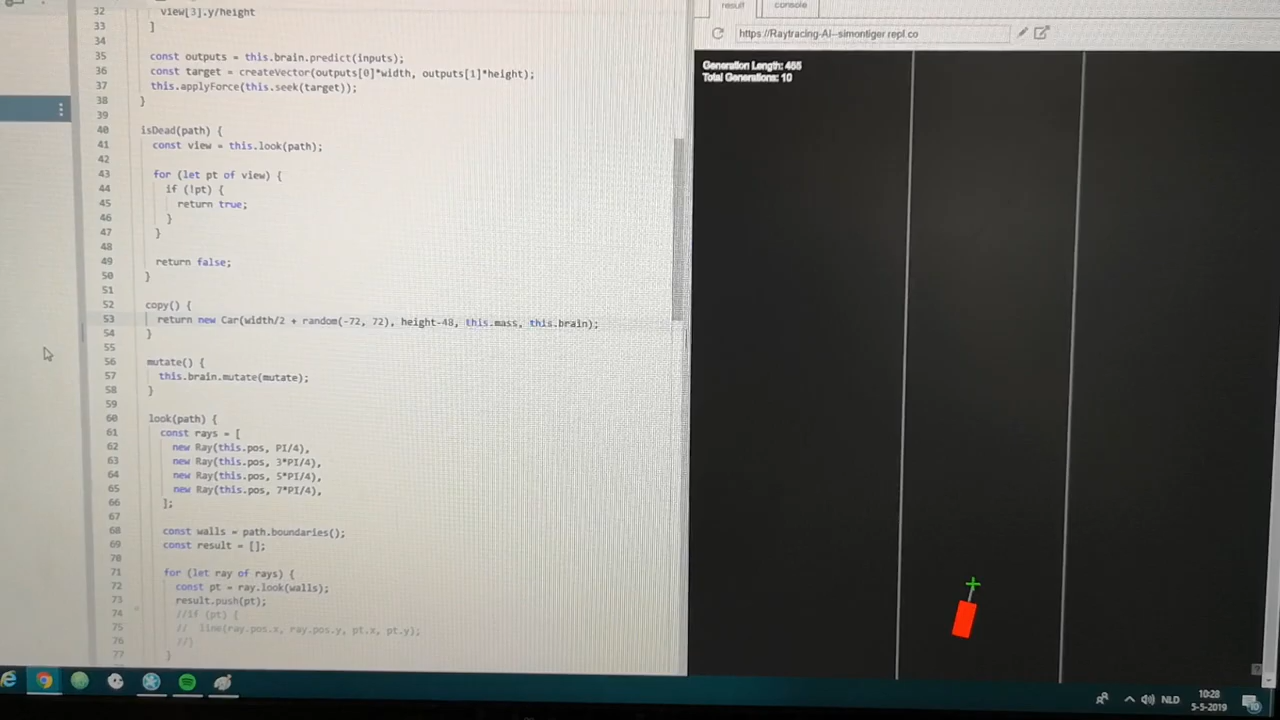 result
console
https://Raytracing-AI--simontiger.repl.co
Generation Length: 465
Total Generations: 10
32 view[3].y/height
33 ]
34
35 const outputs = this.brain.predict(inputs);
36 const target = createVector(outputs[0]*width, outputs[1]*height);
37 this.applyForce(this.seek(target));
38 }
39
40 isDead(path) {
41 const view = this.look(path);
42
43 for (let pt of view) {
44 if (!pt) {
45 return true;
46 }
47 }
48
49 return false;
50 }
51
52 copy() {
53 return new Car(width/2 + random(-72, 72), height-48, this.mass, this.brain);
54 }
55
56 mutate() {
57 this.brain.mutate(mutate);
58 }
59
60 look(path) {
61 const rays = [
62 new Ray(this.pos, PI/4),
63 new Ray(this.pos, 3*PI/4),
64 new Ray(this.pos, 5*PI/4),
65 new Ray(this.pos, 7*PI/4),
66 ];
67
68 const walls = path.boundaries();
69 const result = [];
70
71 for (let ray of rays) {
72 const pt = ray.look(walls);
73 result.push(pt);
74 //if (pt) {
75 // line(ray.pos.x, ray.pos.y, pt.x, pt.y);
76 //}
77 }
NLD
10:28
5-5-2019